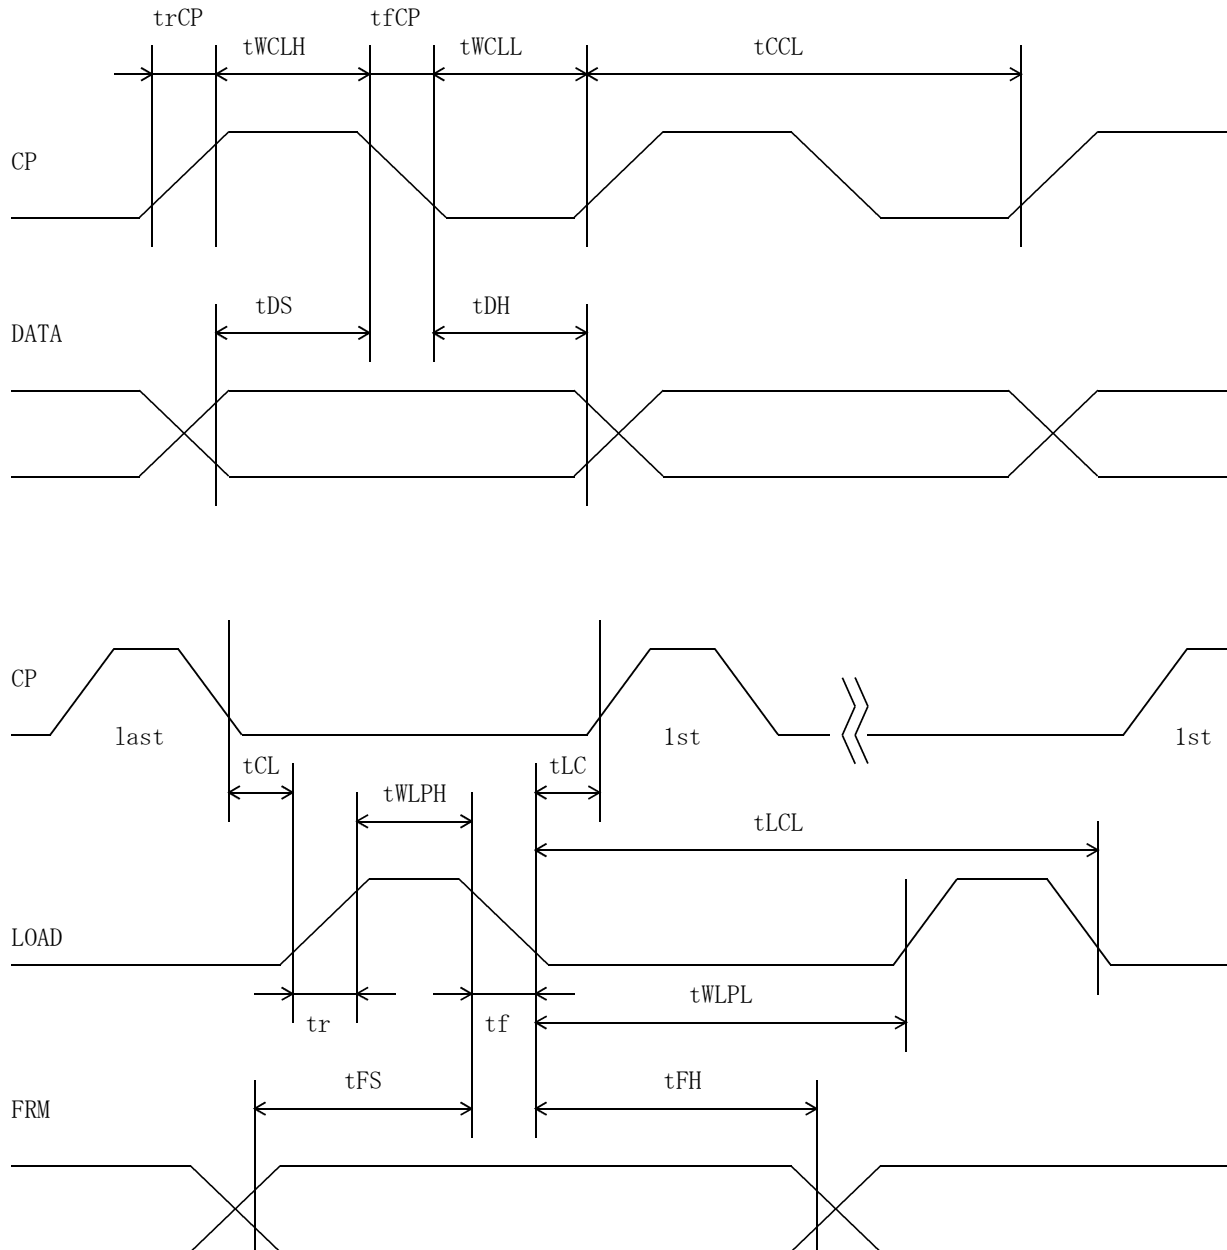 trCP tfCP
tWCLH tWCLL tCCL
CP
tDS tDH
DATA
CP
last 1st 1st
tCL tLC
tWLPH
tLCL
LOAD
tWLPL
tr tf
tFS tFH
FRM